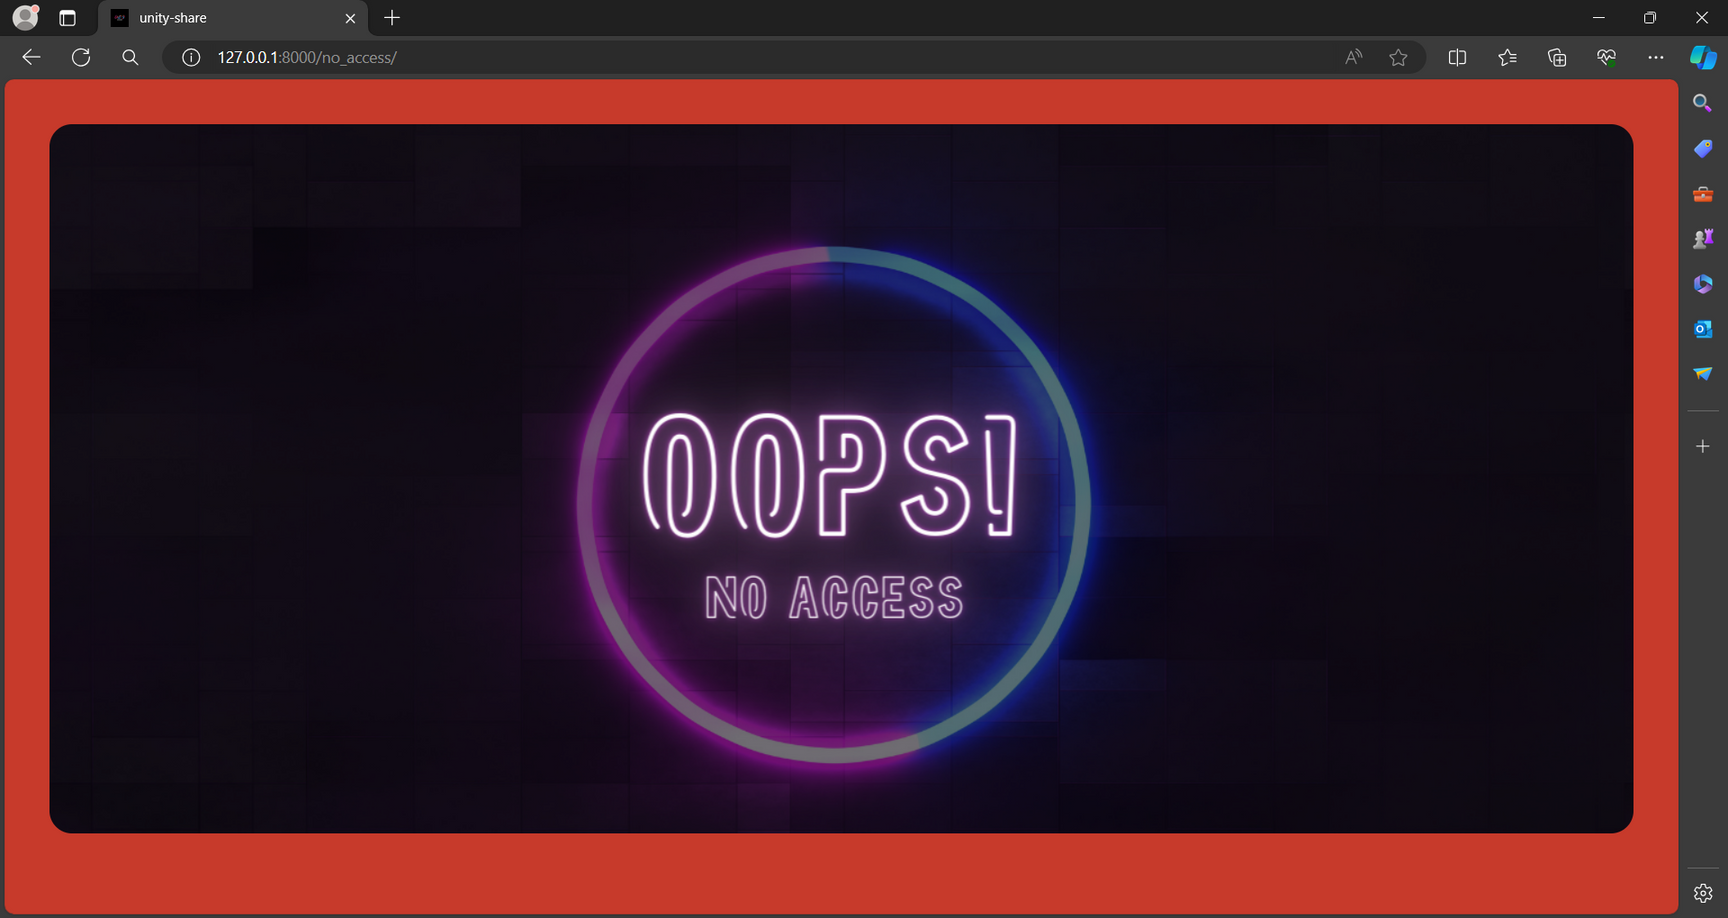 unity-share
127.0.0.1:8000/no_access/
OOPS!
NO ACCESS